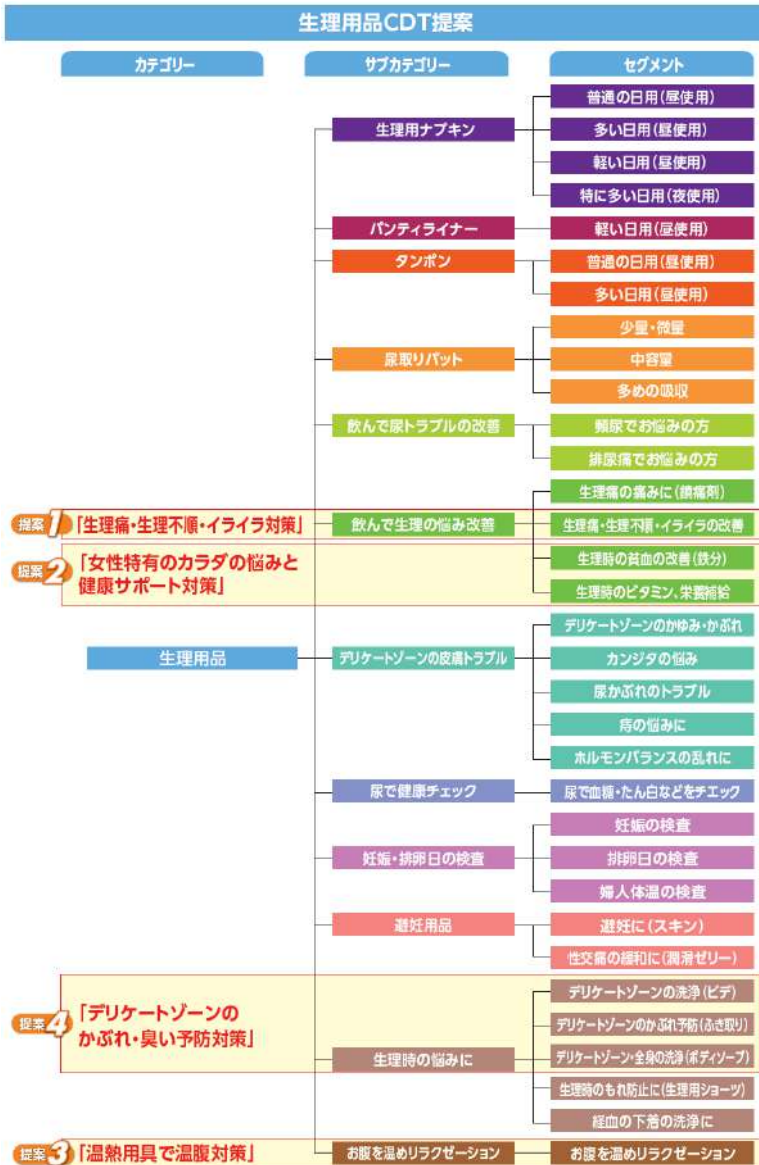 生理用品CDT提案
カテゴリー
サブカテゴリー
セグメント
生理用ナプキン
普通の日用(昼使用)
多い日用(昼使用)
軽い日用(昼使用)
特に多い日用(夜使用)
パンティライナー
軽い日用(昼使用)
タンポン
普通の日用(昼使用)
多い日用(昼使用)
尿取りパット
少量・微量
中容量
多めの吸収
飲んで尿トラブルの改善
頻尿でお悩みの方
排尿痛でお悩みの方
提案1
「生理痛・生理不順・イライラ対策」
飲んで生理の悩み改善
生理痛の痛みに(鎮痛剤)
生理痛・生理不順・イライラの改善
提案2
「女性特有のカラダの悩みと
健康サポート対策」
生理時の貧血の改善(鉄分)
生理時のビタミン、栄養補給
生理用品
デリケートゾーンの皮膚トラブル
デリケートゾーンのかゆみ・かぶれ
カンジタの悩み
尿かぶれのトラブル
痔の悩みに
ホルモンバランスの乱れに
尿で健康チェック
尿で血糖・たん白などをチエック
妊娠・排卵日の検査
妊娠の検査
排卵日の検査
婦人体温の検査
避妊用品
避妊に(スキン)
性交痛の緩和に(潤滑ゼリー)
提案4
「デリケートゾーンの
かぶれ・臭い予防対策」
生理時の悩みに
デリケートゾーンの洗浄(ビデ)
デリケートゾーンのかぶれ予防(ふき取り)
デリケートゾーン・全身の洗浄(ボディソープ)
生理時のもれ防止に(生理用ショーツ)
経血の下着の洗浄に
提案3
「温熱用具で温腹対策」
お腹を温めリラクゼーション
お腹を温めリラクゼーション